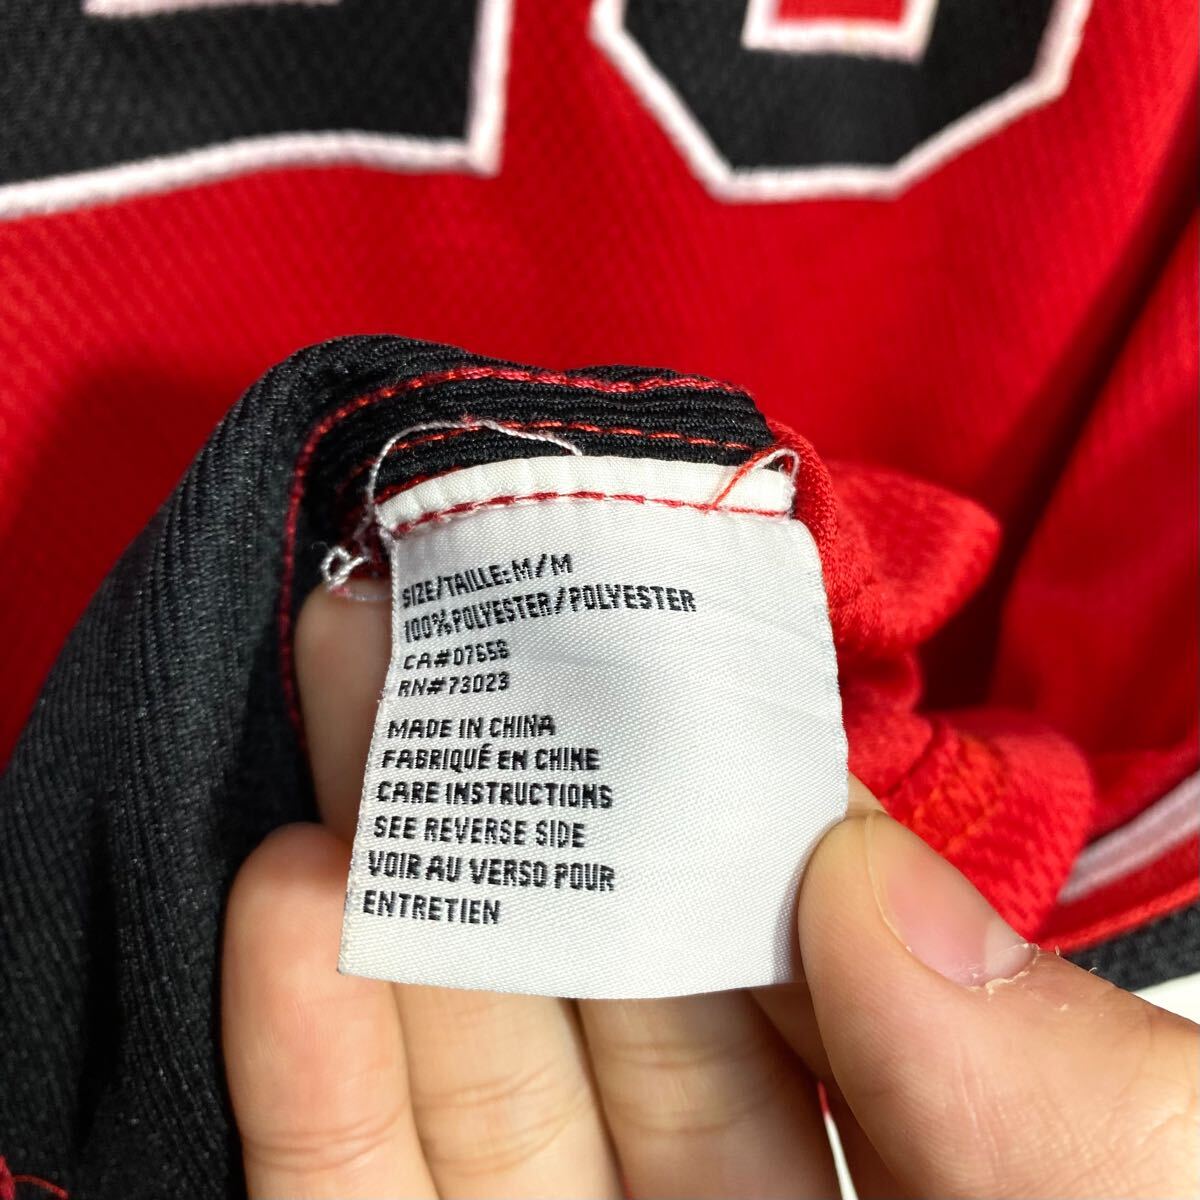 SIZE/TAILLE: M/M
100% POLYESTER/POLYESTER
CA#07658
RN#73023
MADE IN CHINA
FABRIQUÉ EN CHINE
CARE INSTRUCTIONS
SEE REVERSE SIDE
VOIR AU VERSO POUR
ENTRETIEN